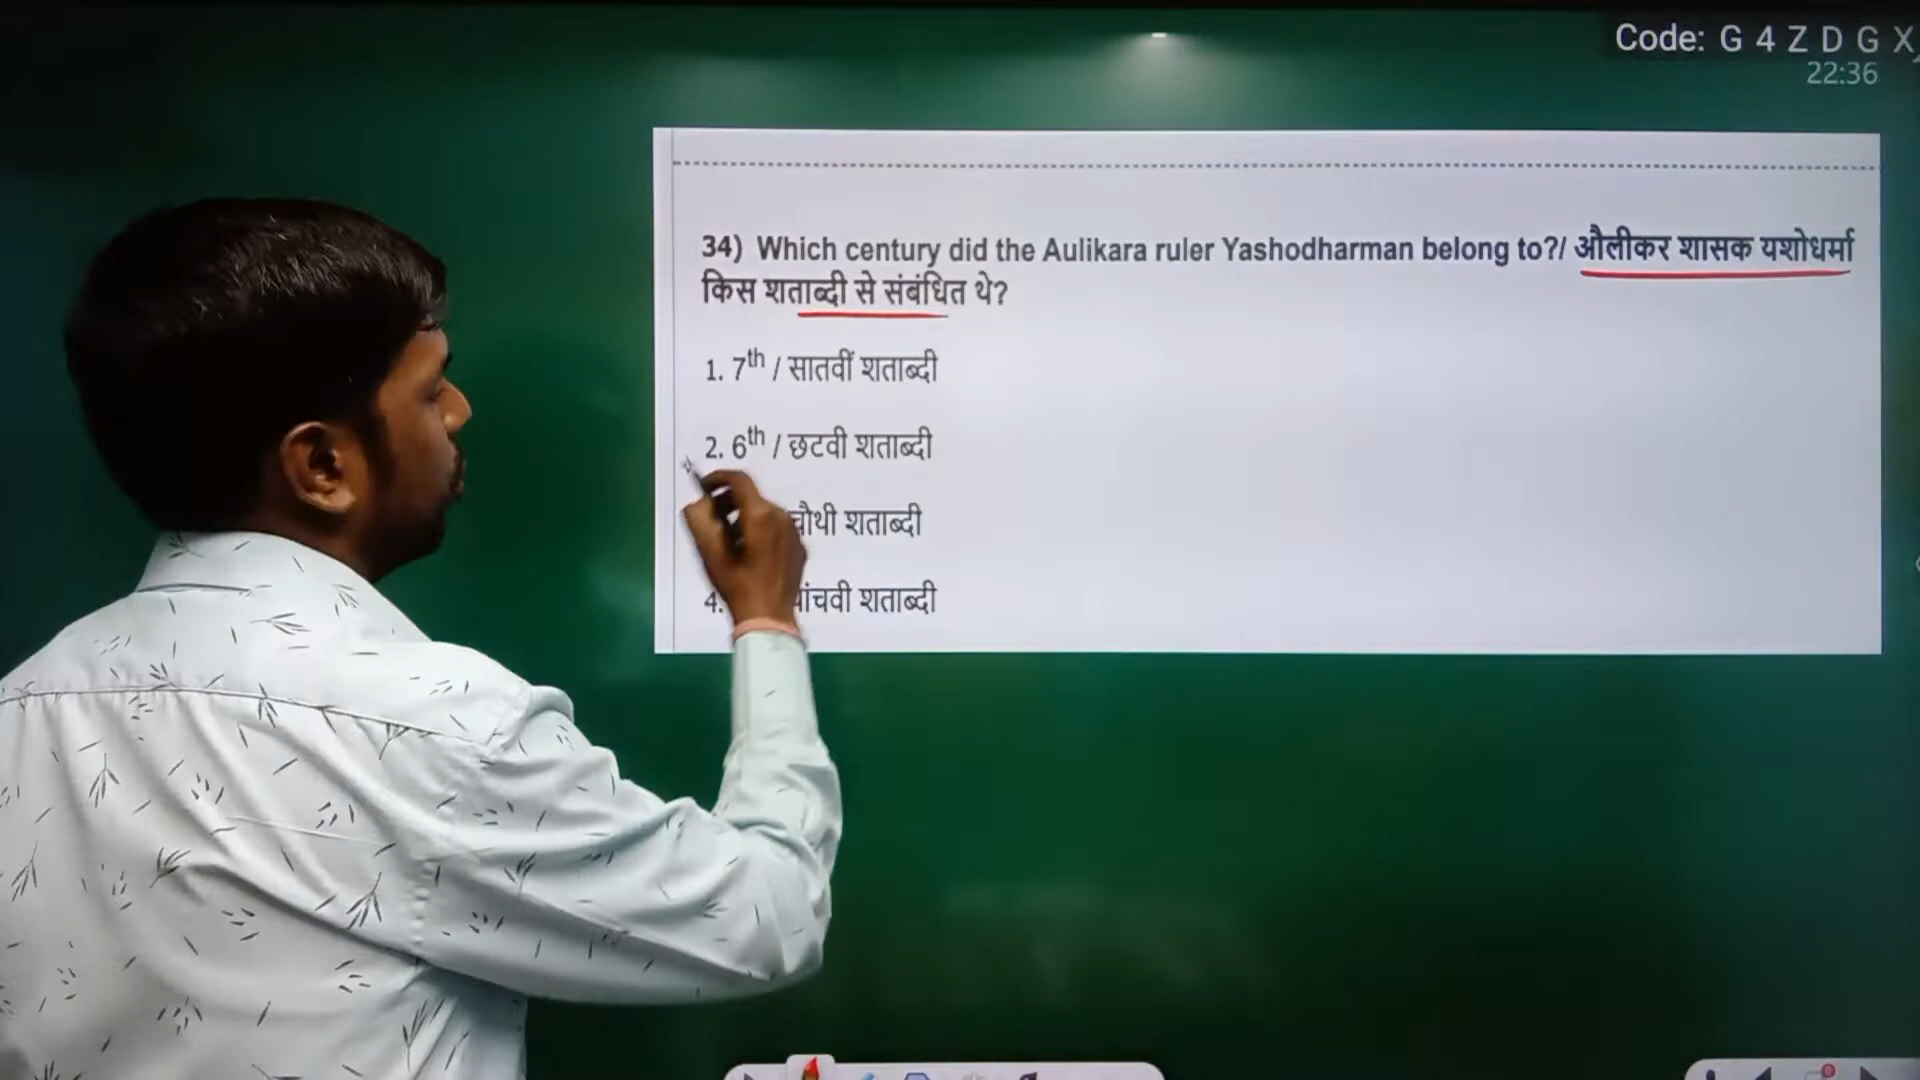 Code: G 4 Z D G X
22:36
34) Which century did the Aulikara ruler Yashodharman belong to?/ औलीकर शासक यशोधर्मा
किस शताब्दी से संबंधित थे?
1. 7th / सातवीं शताब्दी
2. 6th / छटवी शताब्दी
चौथी शताब्दी
4. पांचवी शताब्दी